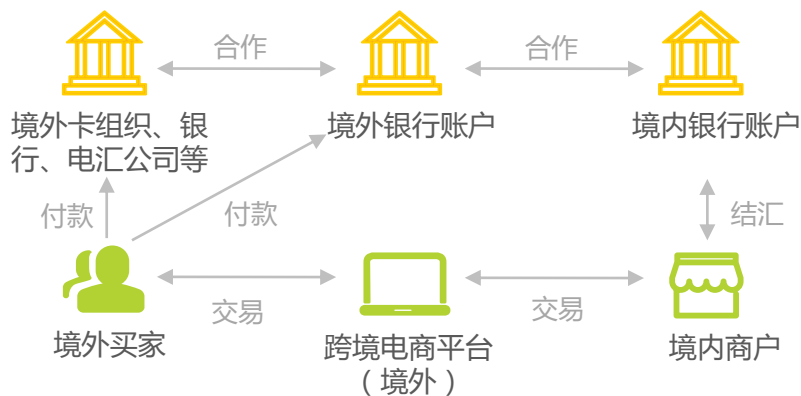 合作
合作
境外卡组织、银
行、电汇公司等
境外银行账户
境内银行账户
付款
付款
结汇
交易
交易
境外买家
跨境电商平台
（境外）
境内商户